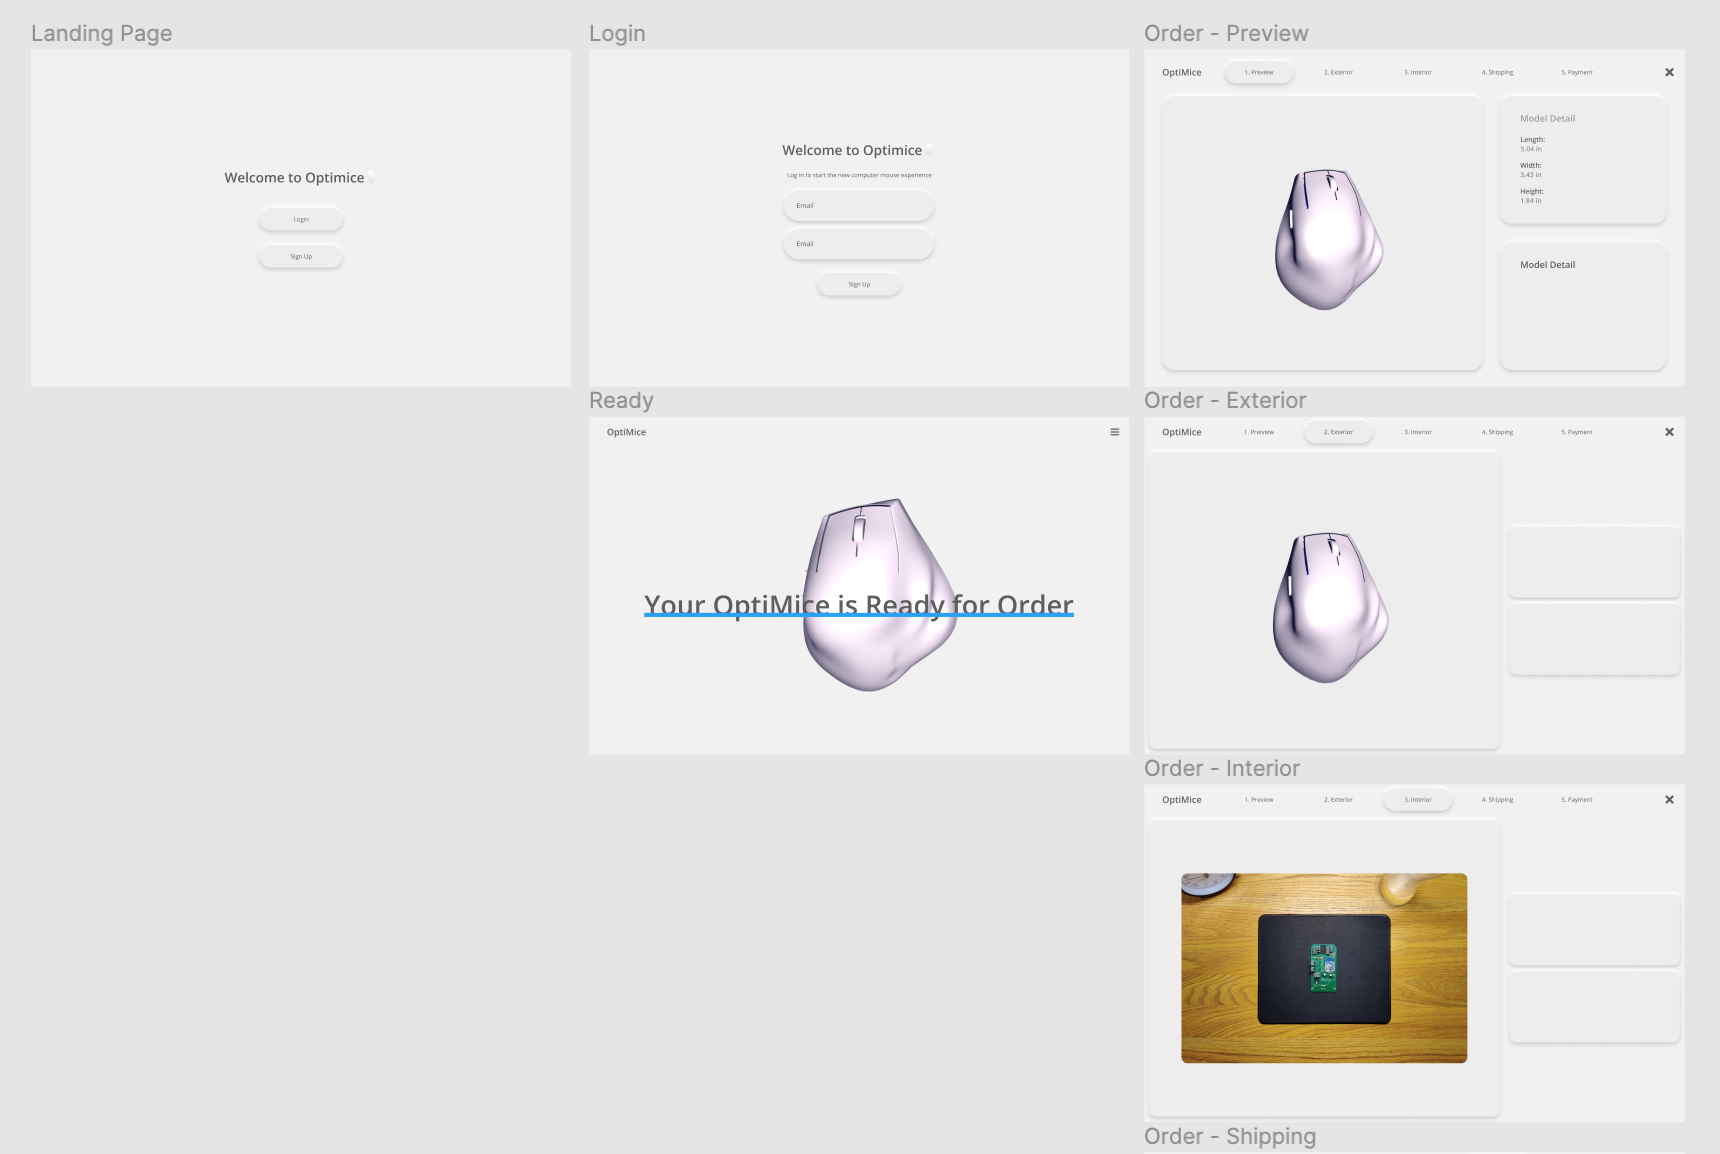 Landing Page
Welcome to Optimice
Login
Sign Up
Login
Welcome to Optimice
Log in to start the new computer mouse experience
Email
Email
Sign Up
Order - Preview
OptiMice 1. Preview 2. Exterior 3. Interior 4. Shipping 5. Payment
Model Detail
Length:
5.04 in
Width:
3.43 in
Height:
1.84 in
Model Detail
Ready
OptiMice
Your OptiMice is Ready for Order
Order - Exterior
OptiMice 1. Preivew 2. Exterior 3. Interior 4. Shipping 5. Payment
Order - Interior
OptiMice 1. Preview 2. Exterior 3. Interior 4. Shipping 5. Payment
Order - Shipping